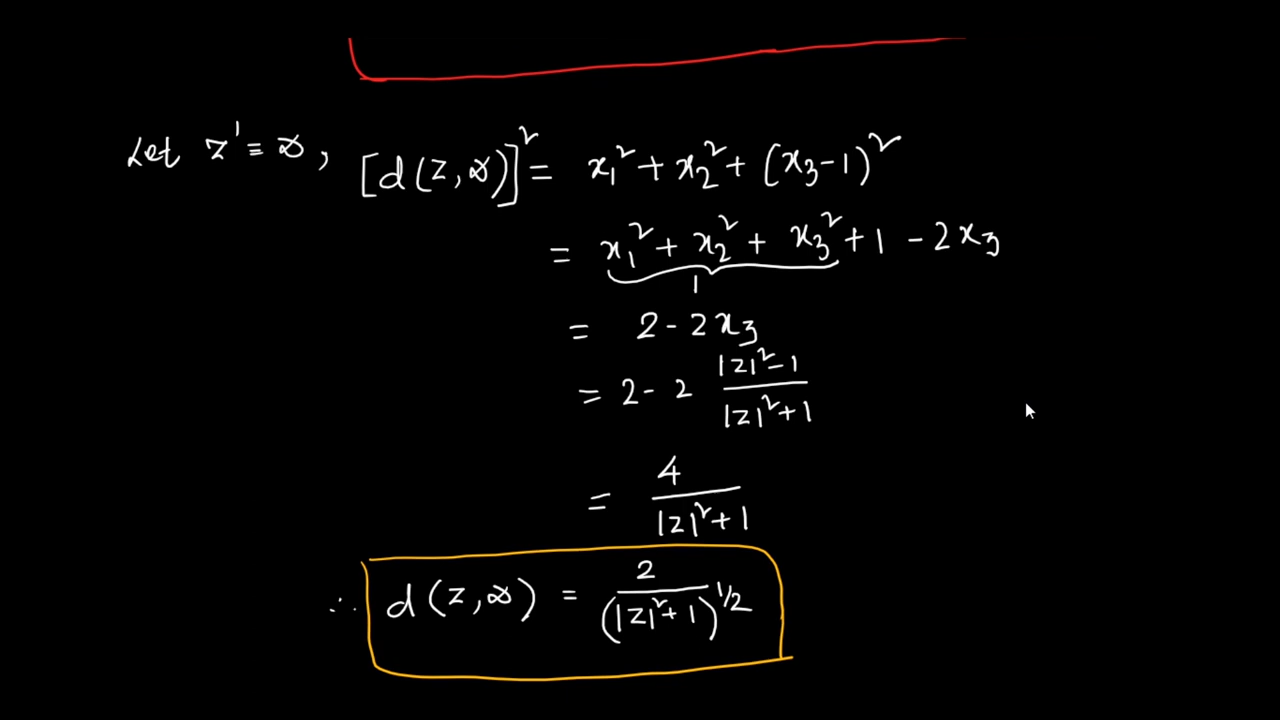 Let z' ≡ ∞, [d(z,∞)]² = x₁² + x₂² + (x₃-1)²
= x₁² + x₂² + x₃² + 1 - 2x₃
1
= 2 - 2x₃
= 2 - 2 (|z|²-1)/(|z|²+1)
= 4/(|z|²+1)
∴ d(z,∞) = 2/(|z|²+1)^1/2